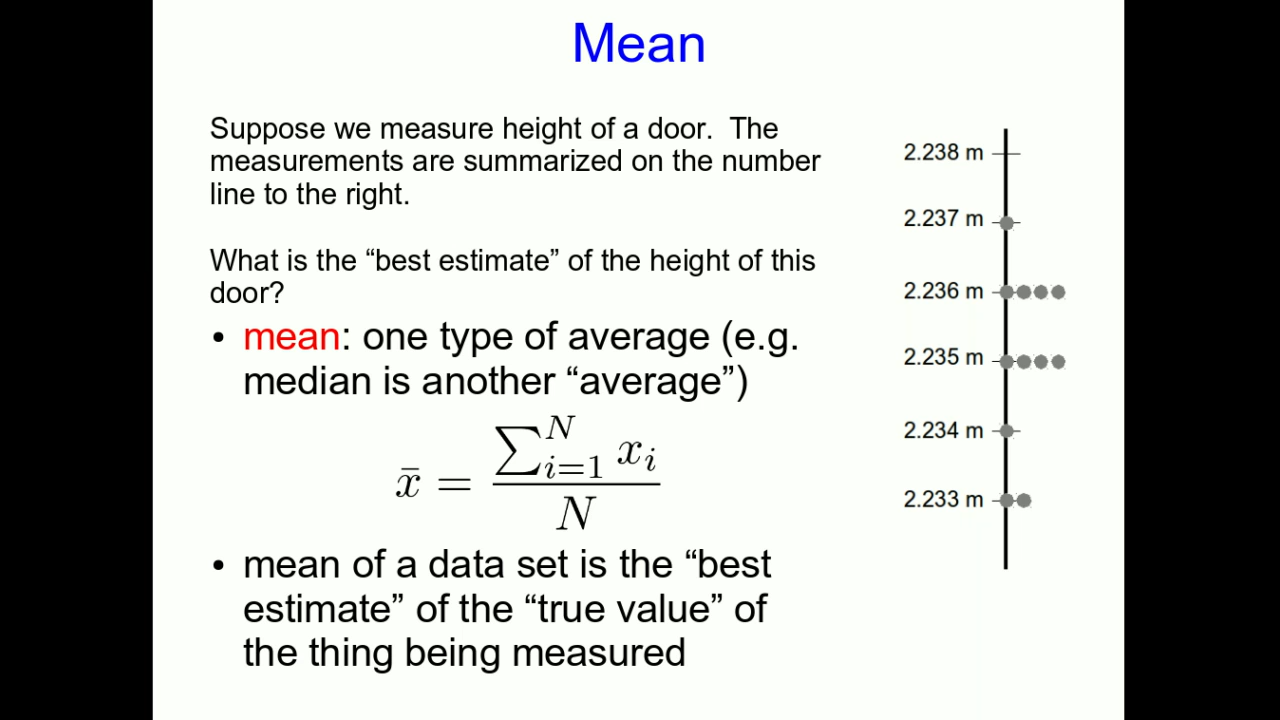 Mean
Suppose we measure height of a door.  The
measurements are summarized on the number
line to the right.
What is the “best estimate” of the height of this
door?
• mean: one type of average (e.g.
median is another “average”)
x̄ = ∑_{i=1}^{N} x_i / N
• mean of a data set is the “best
estimate” of the “true value” of
the thing being measured
2.238 m
2.237 m
2.236 m
2.235 m
2.234 m
2.233 m